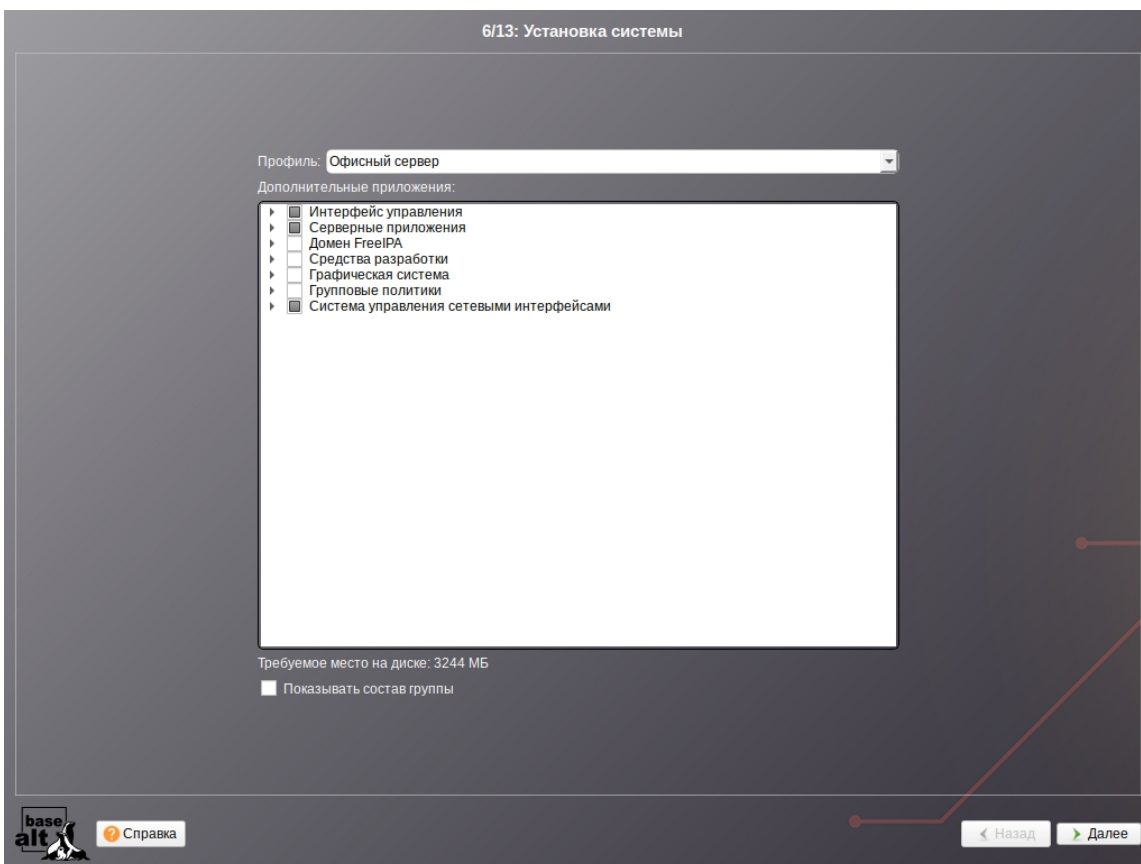 6/13: Установка системы
Профиль: Офисный сервер
Дополнительные приложения:
Интерфейс управления
Серверные приложения
Домен FreeIPA
Средства разработки
Графическая система
Групповые политики
Система управления сетевыми интерфейсами
Требуемое место на диске: 3244 МБ
Показывать состав группы
base
alt
Справка
Назад
Далее